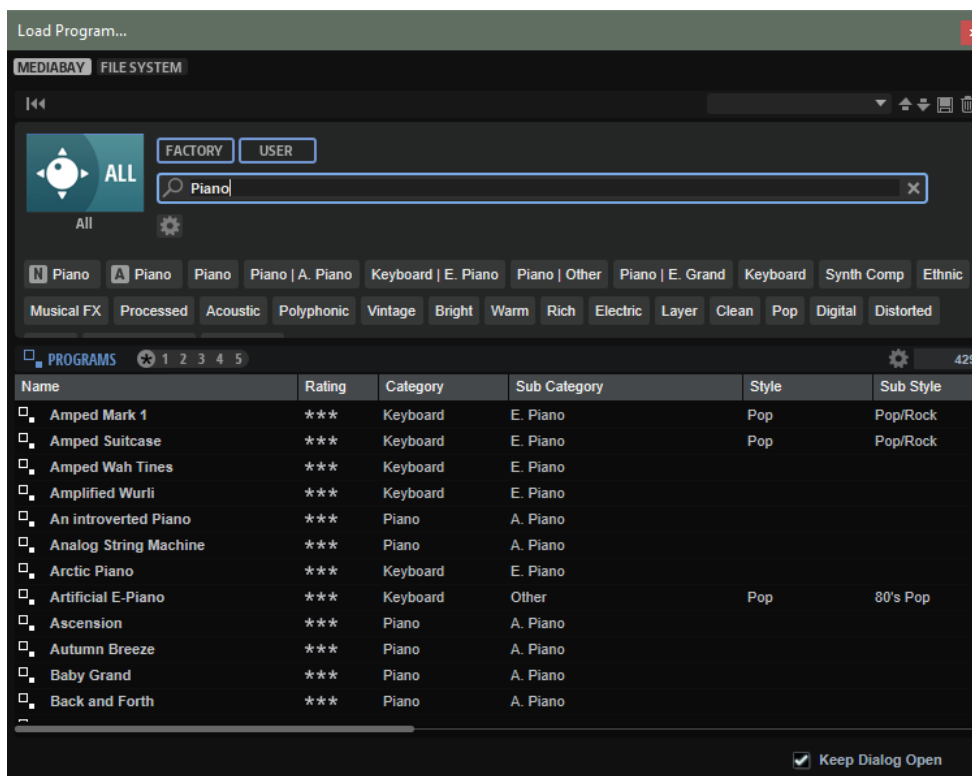 Load Program...
MEDIABAY FILE SYSTEM
ALL FACTORY USER
Piano
All
N Piano A Piano Piano Piano | A. Piano Keyboard | E. Piano Piano | Other Piano | E. Grand Keyboard Synth Comp Ethnic
Musical FX Processed Acoustic Polyphonic Vintage Bright Warm Rich Electric Layer Clean Pop Digital Distorted
PROGRAMS 1 2 3 4 5 429
Name Rating Category Sub Category Style Sub Style
Amped Mark 1 *** Keyboard E. Piano Pop Pop/Rock
Amped Suitcase *** Keyboard E. Piano Pop Pop/Rock
Amped Wah Tines *** Keyboard E. Piano
Amplified Wurli *** Keyboard E. Piano
An introverted Piano *** Piano A. Piano
Analog String Machine *** Piano A. Piano
Arctic Piano *** Keyboard E. Piano
Artificial E-Piano *** Keyboard Other Pop 80's Pop
Ascension *** Piano A. Piano
Autumn Breeze *** Piano A. Piano
Baby Grand *** Piano A. Piano
Back and Forth *** Piano A. Piano
Keep Dialog Open